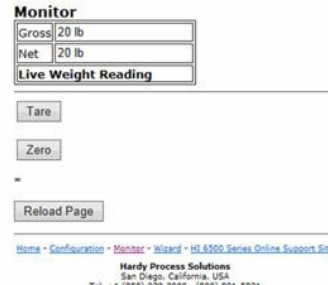 Monitor
Gross 20 lb
Net 20 lb
Live Weight Reading
Tare
Zero
=
Reload Page
Home - Configuration - Monitor - Wizard - HI 6500 Series Online Support Sit
Hardy Process Solutions
San Diego, California, USA